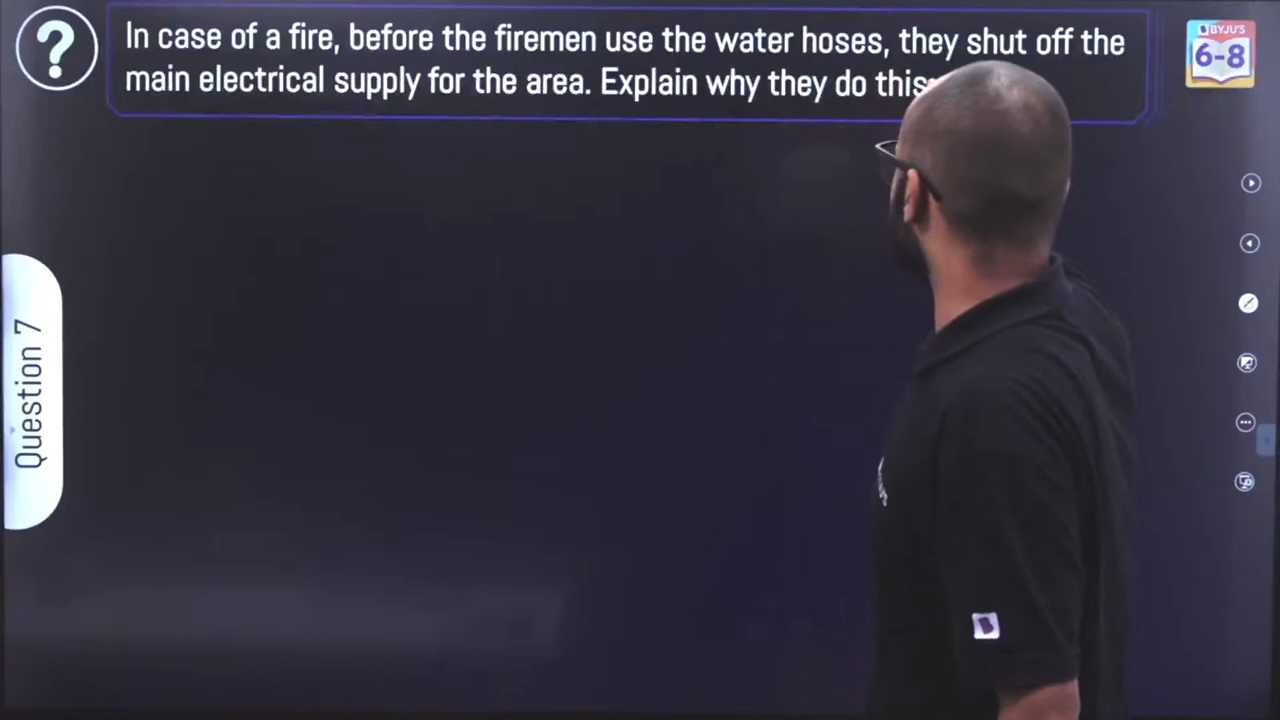 In case of a fire, before the firemen use the water hoses, they shut off the
main electrical supply for the area. Explain why they do this
BYJU'S
6-8
Question 7